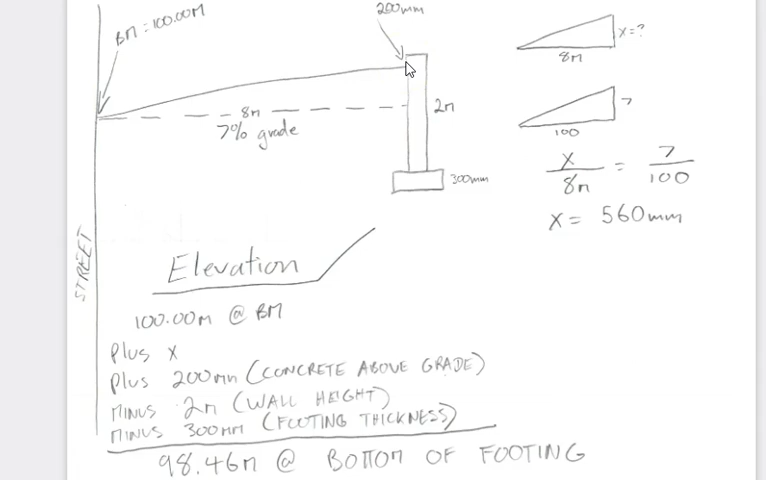 BM = 100.00M
200mm
x=?
8m
8m
7% grade
2m
7
100
300mm
x/8m = 7/100
x = 560mm
STREET
Elevation
100.00m @ BM
Plus x
Plus 200mm (CONCRETE ABOVE GRADE)
MINUS 2m (WALL HEIGHT)
MINUS 300mm (FOOTING THICKNESS)
98.46m @ BOTTOM OF FOOTING